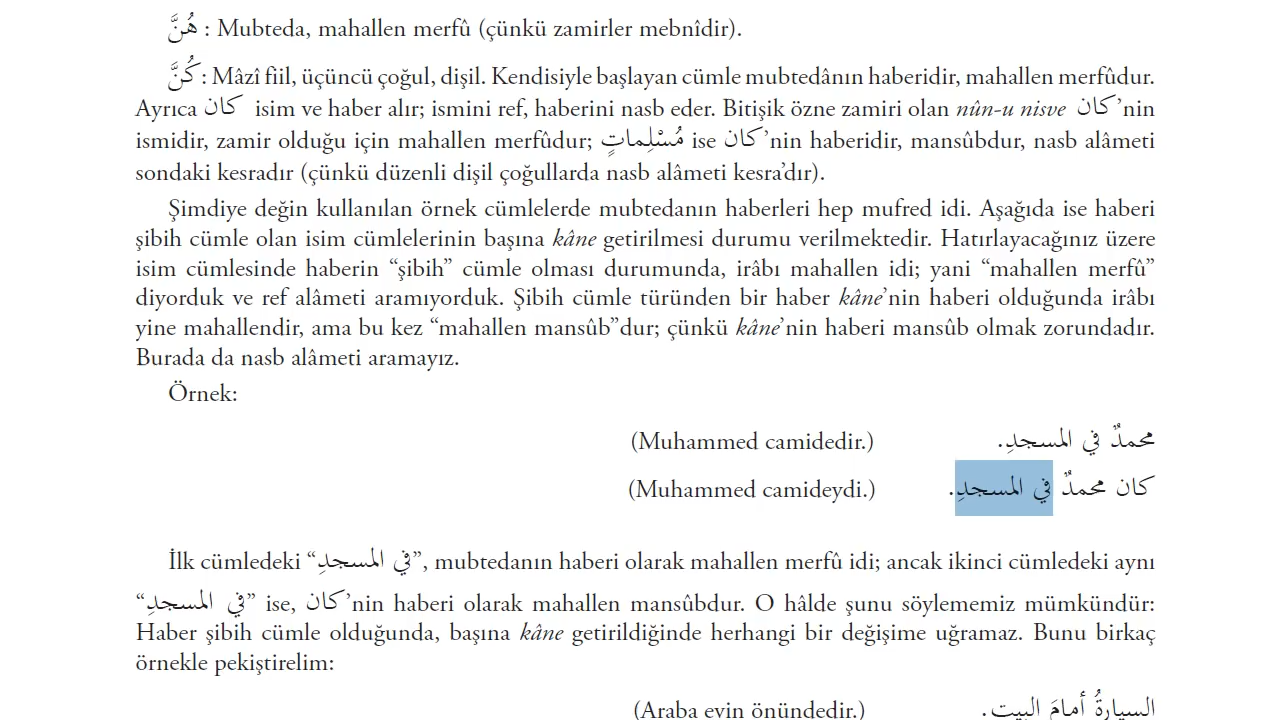 هُنَّ : Mubteda, mahallen merfû (çünkü zamirler mebnîdir).
كُنَّ : Mâzî fiil, üçüncü çoğul, dişil. Kendisiyle başlayan cümle mubtedânın haberidir, mahallen merfûdur.
Ayrıca كان isim ve haber alır; ismini ref, haberini nasb eder. Bitişik özne zamiri olan nûn-u nisve كان’nin
ismidir, zamir olduğu için mahallen merfûdur; مُسْلِماتٍ ise كان’nin haberidir, mansûbdur, nasb alâmeti
sondaki kesradır (çünkü düzenli dişil çoğullarda nasb alâmeti kesra’dır).
Şimdiye değin kullanılan örnek cümlelerde mubtedanın haberleri hep mufred idi. Aşağıda ise haberi
şibih cümle olan isim cümlelerinin başına kâne getirilmesi durumu verilmektedir. Hatırlayacağınız üzere
isim cümlesinde haberin “şibih” cümle olması durumunda, irâbı mahallen idi; yani “mahallen merfû”
diyorduk ve ref alâmeti aramıyorduk. Şibih cümle türünden bir haber kâne’nin haberi olduğunda irâbı
yine mahallendir, ama bu kez “mahallen mansûb”dur; çünkü kâne’nin haberi mansûb olmak zorundadır.
Burada da nasb alâmeti aramayız.
Örnek:
محمدٌ في المسجدِ. (Muhammed camidedir.)
كان محمدٌ في المسجدِ. (Muhammed camideydi.)
İlk cümledeki “في المسجدِ”, mubtedanın haberi olarak mahallen merfû idi; ancak ikinci cümledeki aynı
“في المسجدِ” ise, كان’nin haberi olarak mahallen mansûbdur. O hâlde şunu söylememiz mümkündür:
Haber şibih cümle olduğunda, başına kâne getirildiğinde herhangi bir değişime uğramaz. Bunu birkaç
örnekle pekiştirelim:
السيارةُ أمامَ البيت. (Araba evin önündedir.)